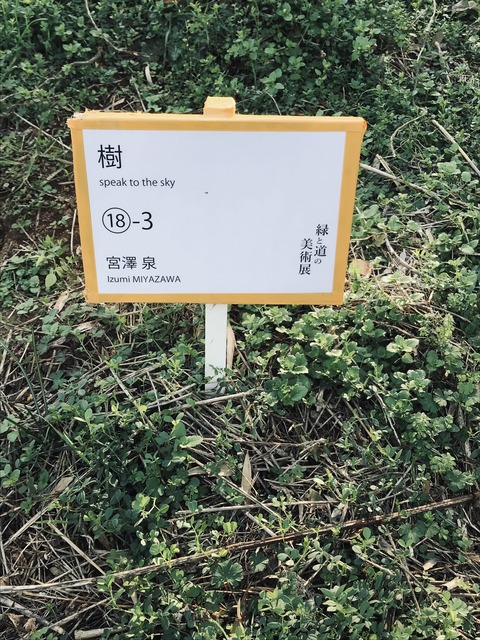 樹
speak to the sky
⑱-3
宮澤 泉
Izumi MIYAZAWA
緑と道の
美術展